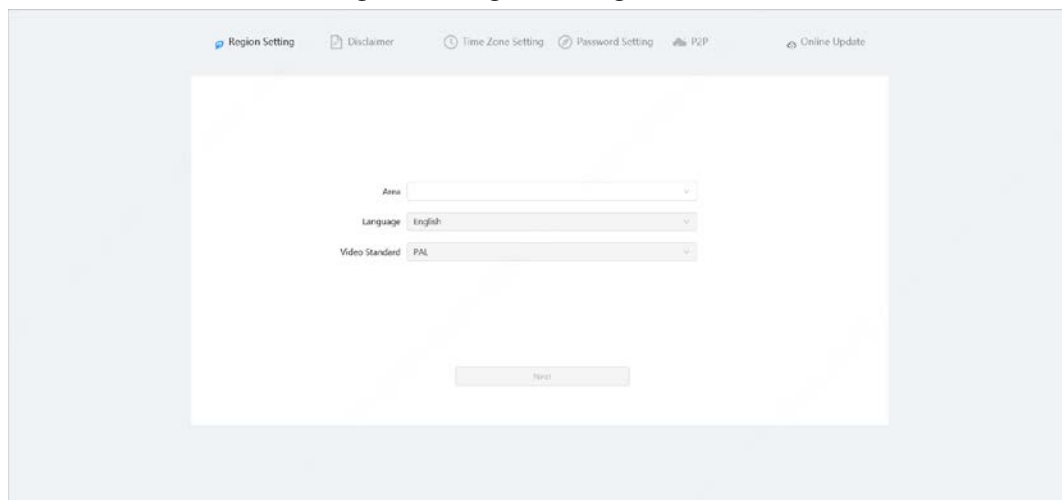 Region Setting Disclaimer Time Zone Setting Password Setting P2P Online Update
Area
Language English
Video Standard PAL
Next